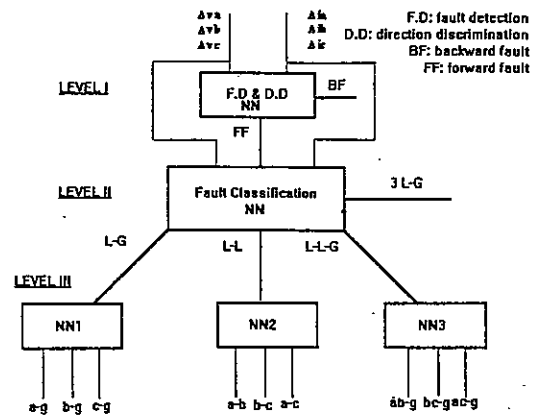 Δva Δia
Δvb Δib
Δvc Δic
F.D: fault detection
D.D: direction discrimination
BF: backward fault
FF: forward fault
LEVEL I
F.D & D.D
NN
BF
FF
LEVEL II
Fault Classification
NN
3 L-G
L-G
L-L
L-L-G
LEVEL III
NN1
NN2
NN3
a-g b-g c-g
a-b b-c a-c
ab-g bc-g ac-g